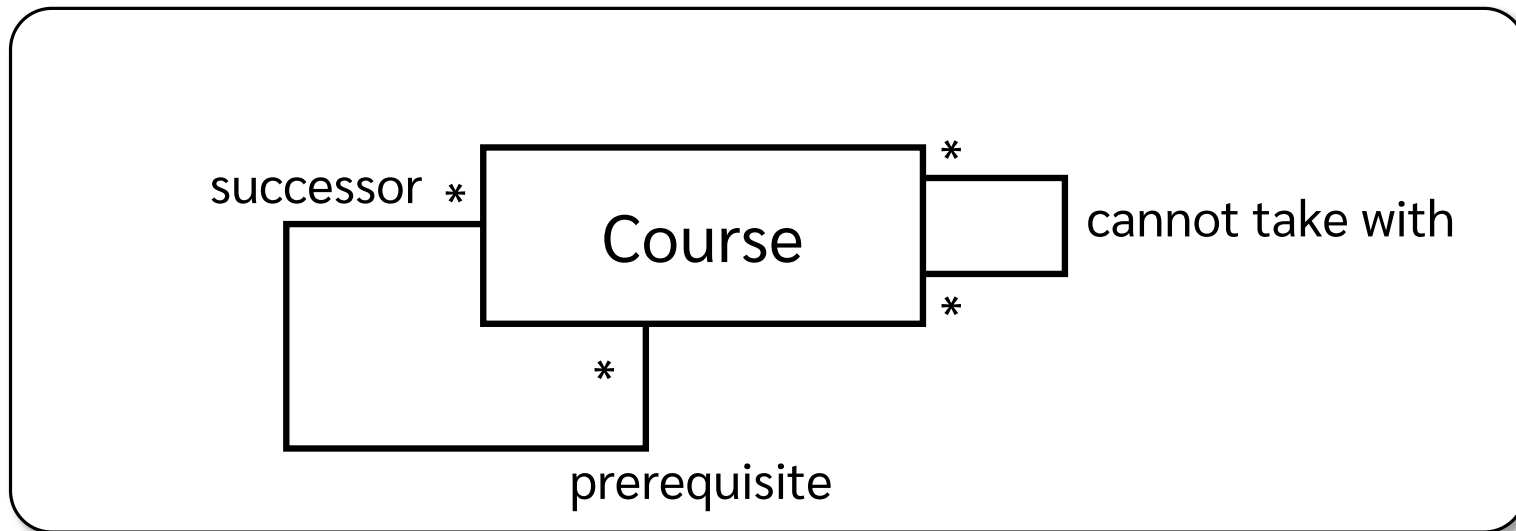 *
successor *
Course
cannot take with
*
*
prerequisite